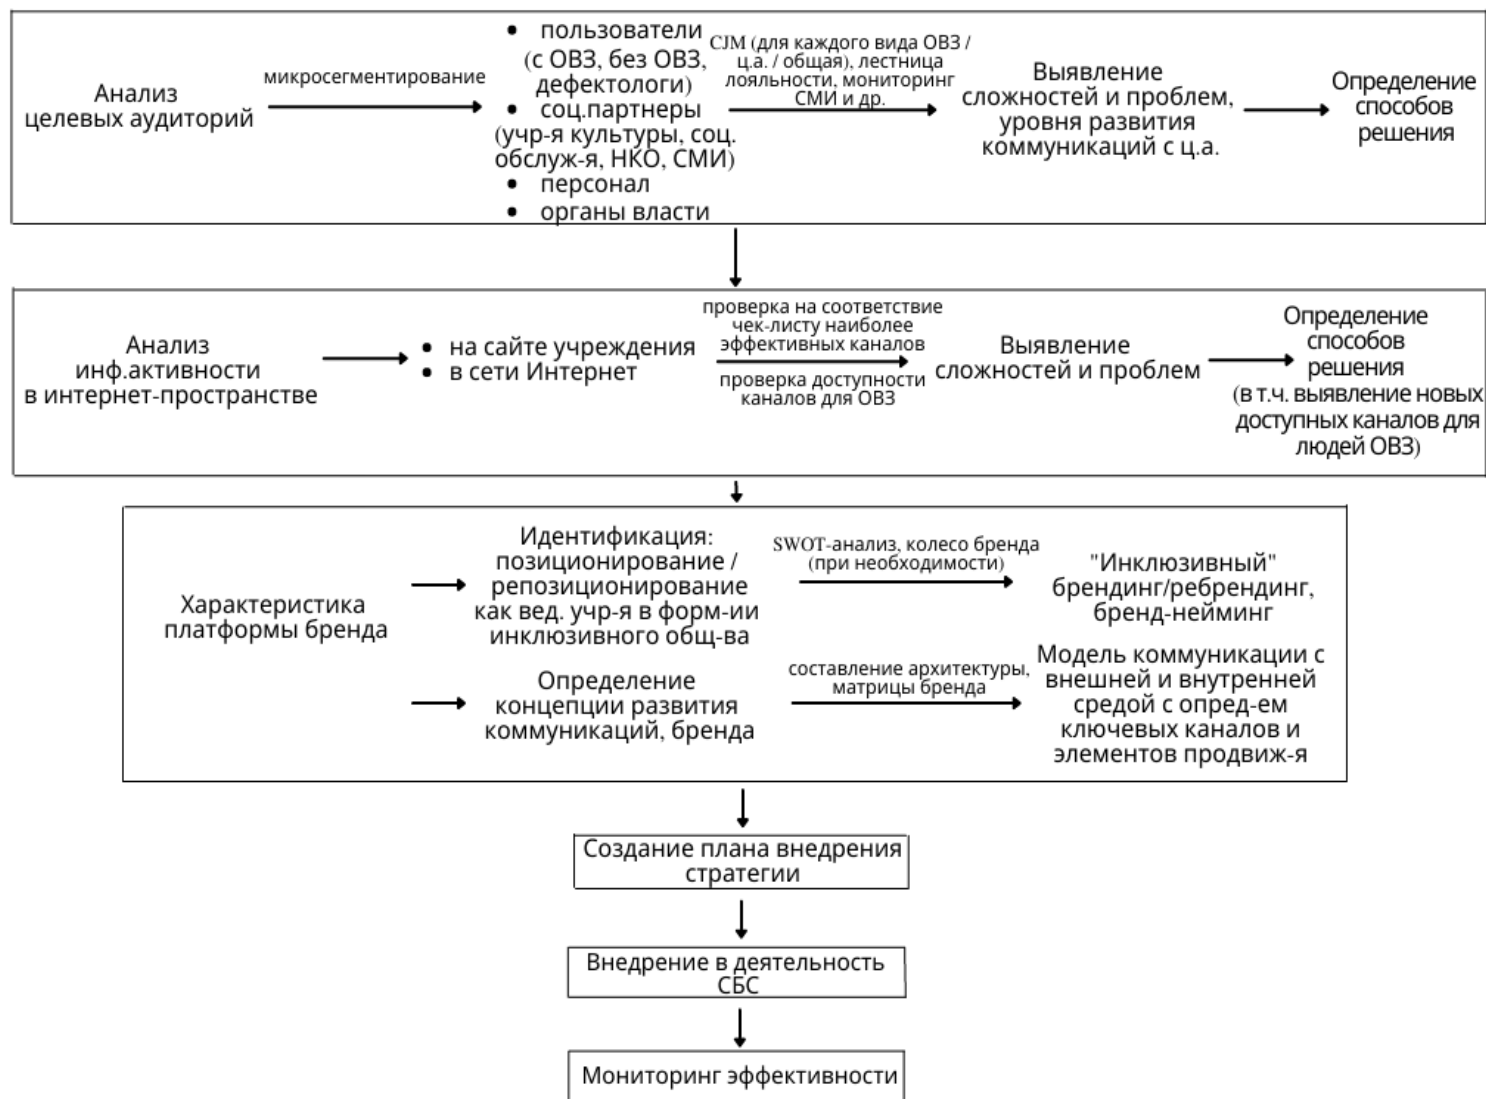 Анализ
целевых аудиторий
микросегментирование
• пользователи
(с ОВЗ, без ОВЗ,
дефектологи)
• соц.партнеры
(учр-я культуры, соц.
обслуж-я, НКО, СМИ)
• персонал
• органы власти
CJM (для каждого вида ОВЗ /
ц.а. / общая), лестница
лояльности, мониторинг
СМИ и др.
Выявление
сложностей и проблем,
уровня развития
коммуникаций с ц.а.
Определение
способов
решения
Анализ
инф.активности
в интернет-пространстве
• на сайте учреждения
• в сети Интернет
проверка на соответствие
чек-листу наиболее
эффективных каналов
проверка доступности
каналов для ОВЗ
Выявление
сложностей и проблем
Определение
способов
решения
(в т.ч. выявление новых
доступных каналов для
людей ОВЗ)
Характеристика
платформы бренда
Идентификация:
позиционирование /
репозиционирование
как вед. учр-я в форм-ии
инклюзивного общ-ва
SWOT-анализ, колесо бренда
(при необходимости)
"Инклюзивный"
брендинг/ребрендинг,
бренд-нейминг
Определение
концепции развития
коммуникаций, бренда
составление архитектуры,
матрицы бренда
Модель коммуникации с
внешней и внутренней
средой с опред-ем
ключевых каналов и
элементов продвиж-я
Создание плана внедрения
стратегии
Внедрение в деятельность
СБС
Мониторинг эффективности